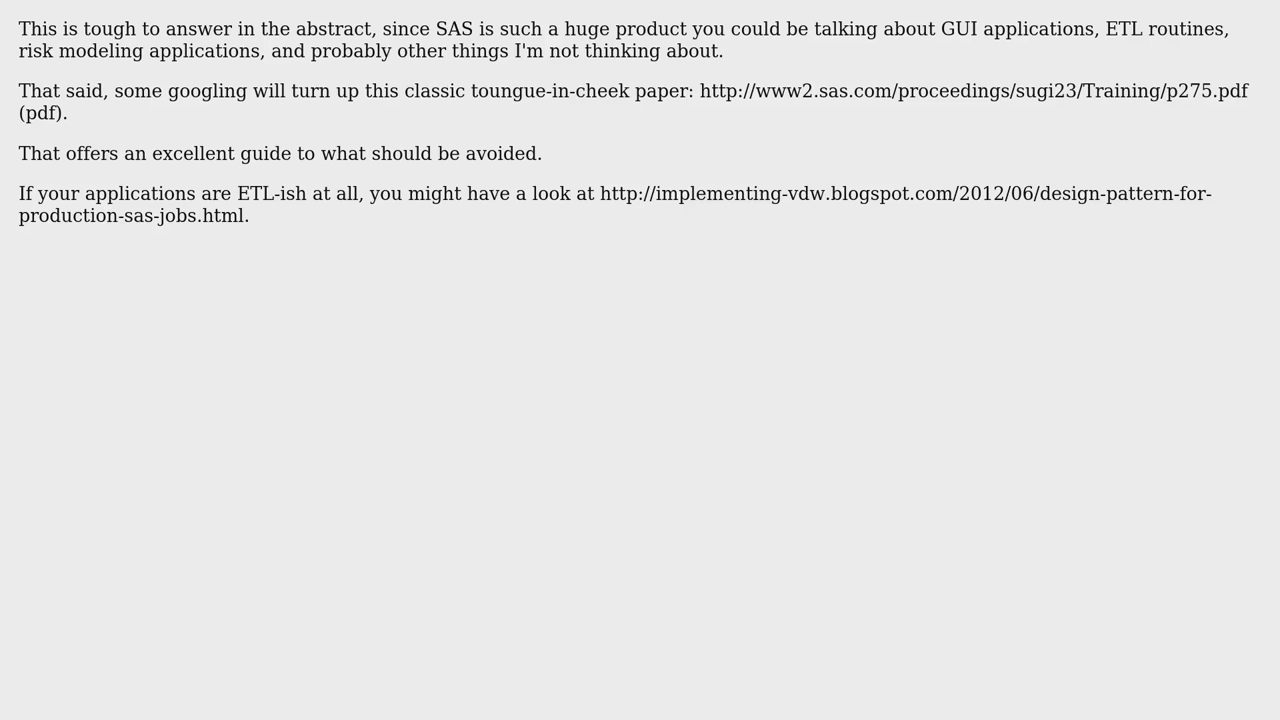 This is tough to answer in the abstract, since SAS is such a huge product you could be talking about GUI applications, ETL routines,
risk modeling applications, and probably other things I'm not thinking about.
That said, some googling will turn up this classic toungue-in-cheek paper: http://www2.sas.com/proceedings/sugi23/Training/p275.pdf
(pdf).
That offers an excellent guide to what should be avoided.
If your applications are ETL-ish at all, you might have a look at http://implementing-vdw.blogspot.com/2012/06/design-pattern-for-
production-sas-jobs.html.